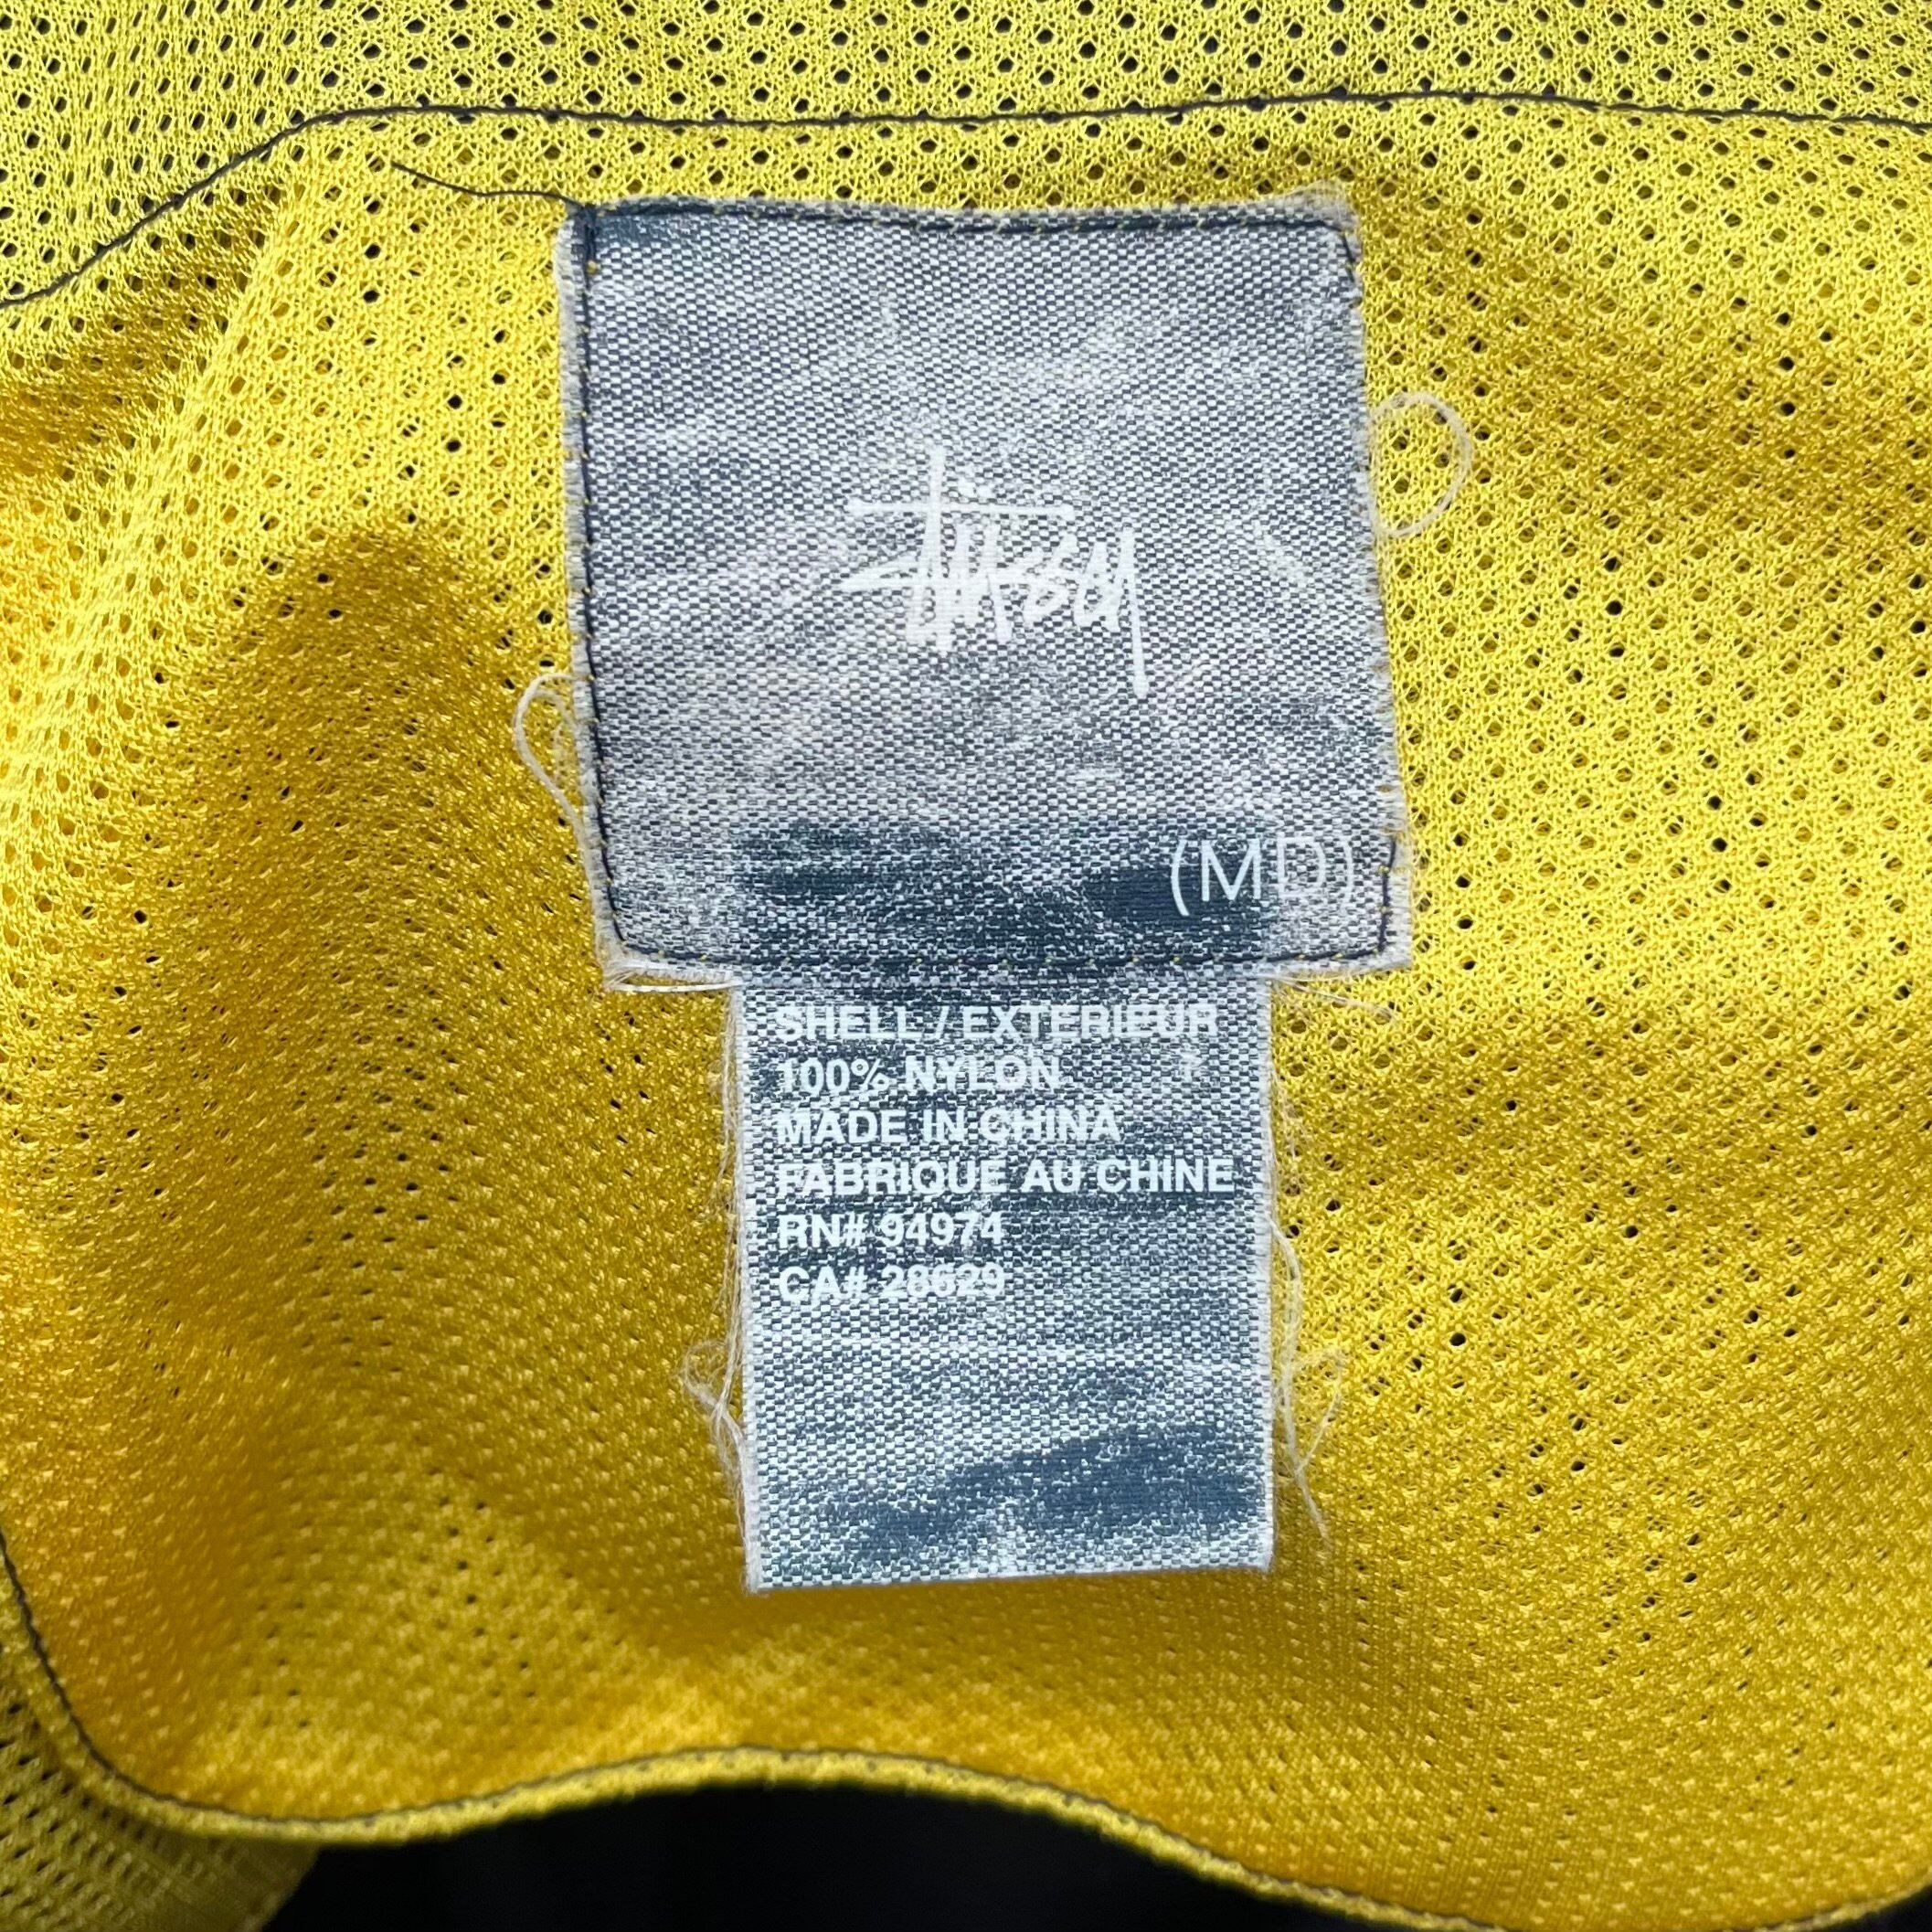 Stüssy
(MD)
SHELL / EXTERIEUR
100% NYLON
MADE IN CHINA
FABRIQUE AU CHINE
RN# 94974
CA# 28629